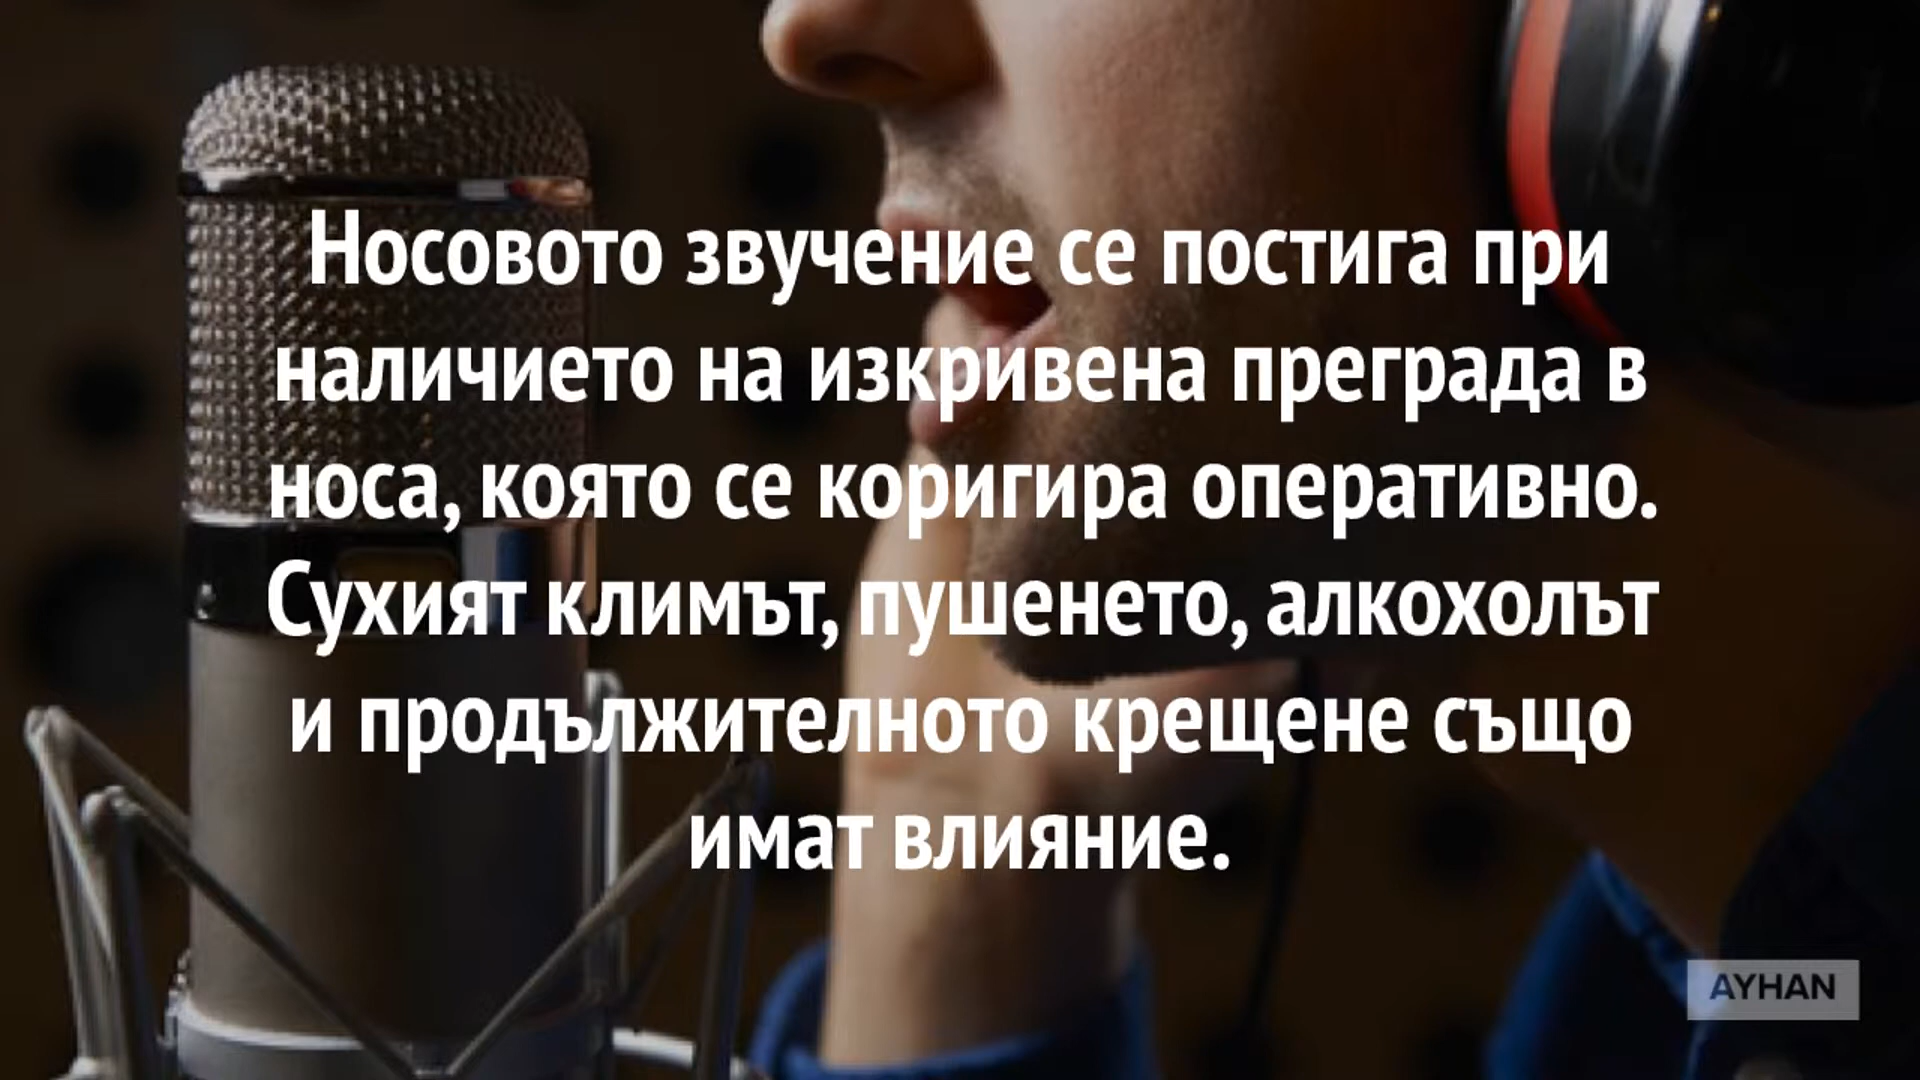 Носовото звучение се постига при
наличието на изкривена преграда в
носа, която се коригира оперативно.
Сухият климът, пушенето, алкохолът
и продължителното крещене също
имат влияние.
AYHAN